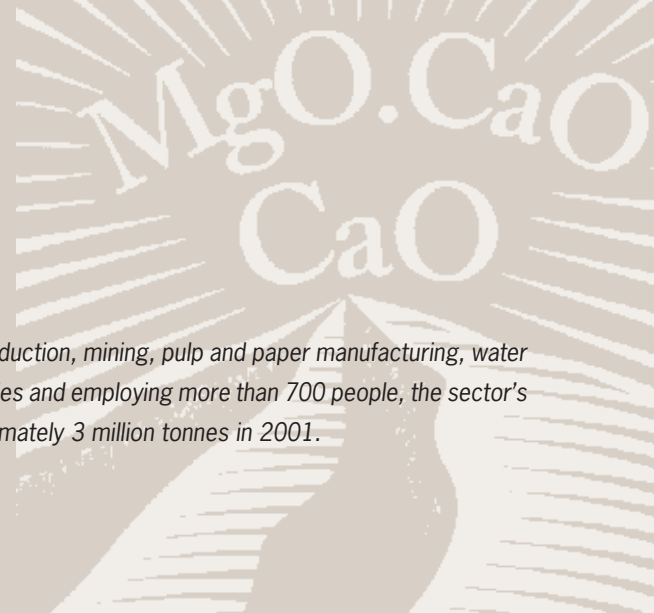 MgO.CaO
CaO
duction, mining, pulp and paper manufacturing, water
es and employing more than 700 people, the sector's
mately 3 million tonnes in 2001.